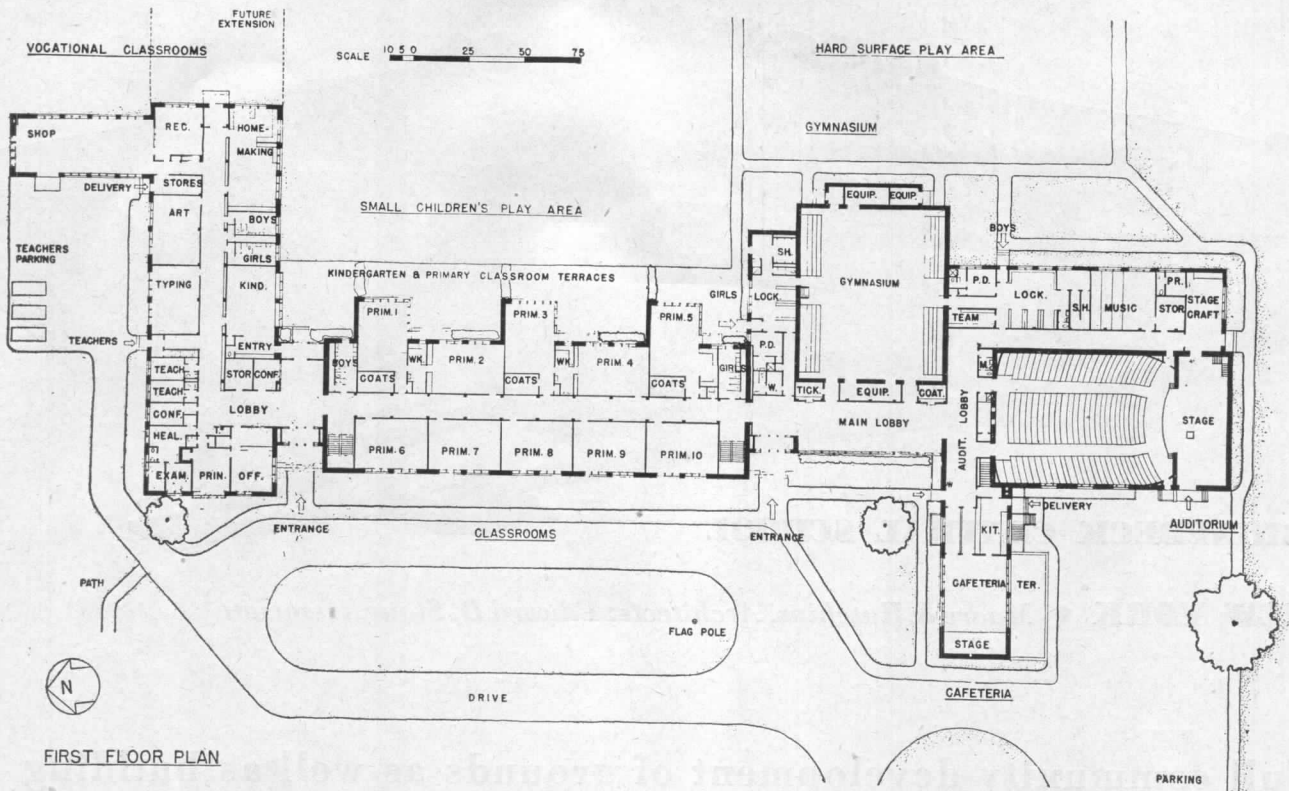 FUTURE
EXTENSION
VOCATIONAL CLASSROOMS
SCALE 10 5 0 25 50 75
HARD SURFACE PLAY AREA
SHOP
REC.
HOME-
MAKING
GYMNASIUM
DELIVERY
STORES
ART
BOYS
GIRLS
SMALL CHILDREN'S PLAY AREA
EQUIP. EQUIP.
BOYS
TEACHERS
PARKING
TYPING
KIND.
KINDERGARTEN & PRIMARY CLASSROOM TERRACES
SH.
GYMNASIUM
P.D.
LOCK.
S.H.
MUSIC
PR.
STOR
STAGE
CRAFT
GIRLS
LOCK.
TEAM
PRIM. 1
PRIM. 3
PRIM. 5
TEACHERS
ENTRY
P.D.
BOYS
WK.
PRIM. 2
WK
PRIM. 4
GIRLS
TEACH.
TEACH.
STOR
CONF.
COATS
COATS
COATS
W.
TICK.
EQUIP.
COAT.
M.
CONF.
LOBBY
MAIN LOBBY
AUDIT. LOBBY
STAGE
HEAL.
EXAM.
PRIN.
OFF.
PRIM. 6
PRIM. 7
PRIM. 8
PRIM. 9
PRIM. 10
ENTRANCE
CLASSROOMS
ENTRANCE
DELIVERY
KIT.
AUDITORIUM
PATH
CAFETERIA
TER.
FLAG POLE
STAGE
N
DRIVE
CAFETERIA
FIRST FLOOR PLAN
PARKING